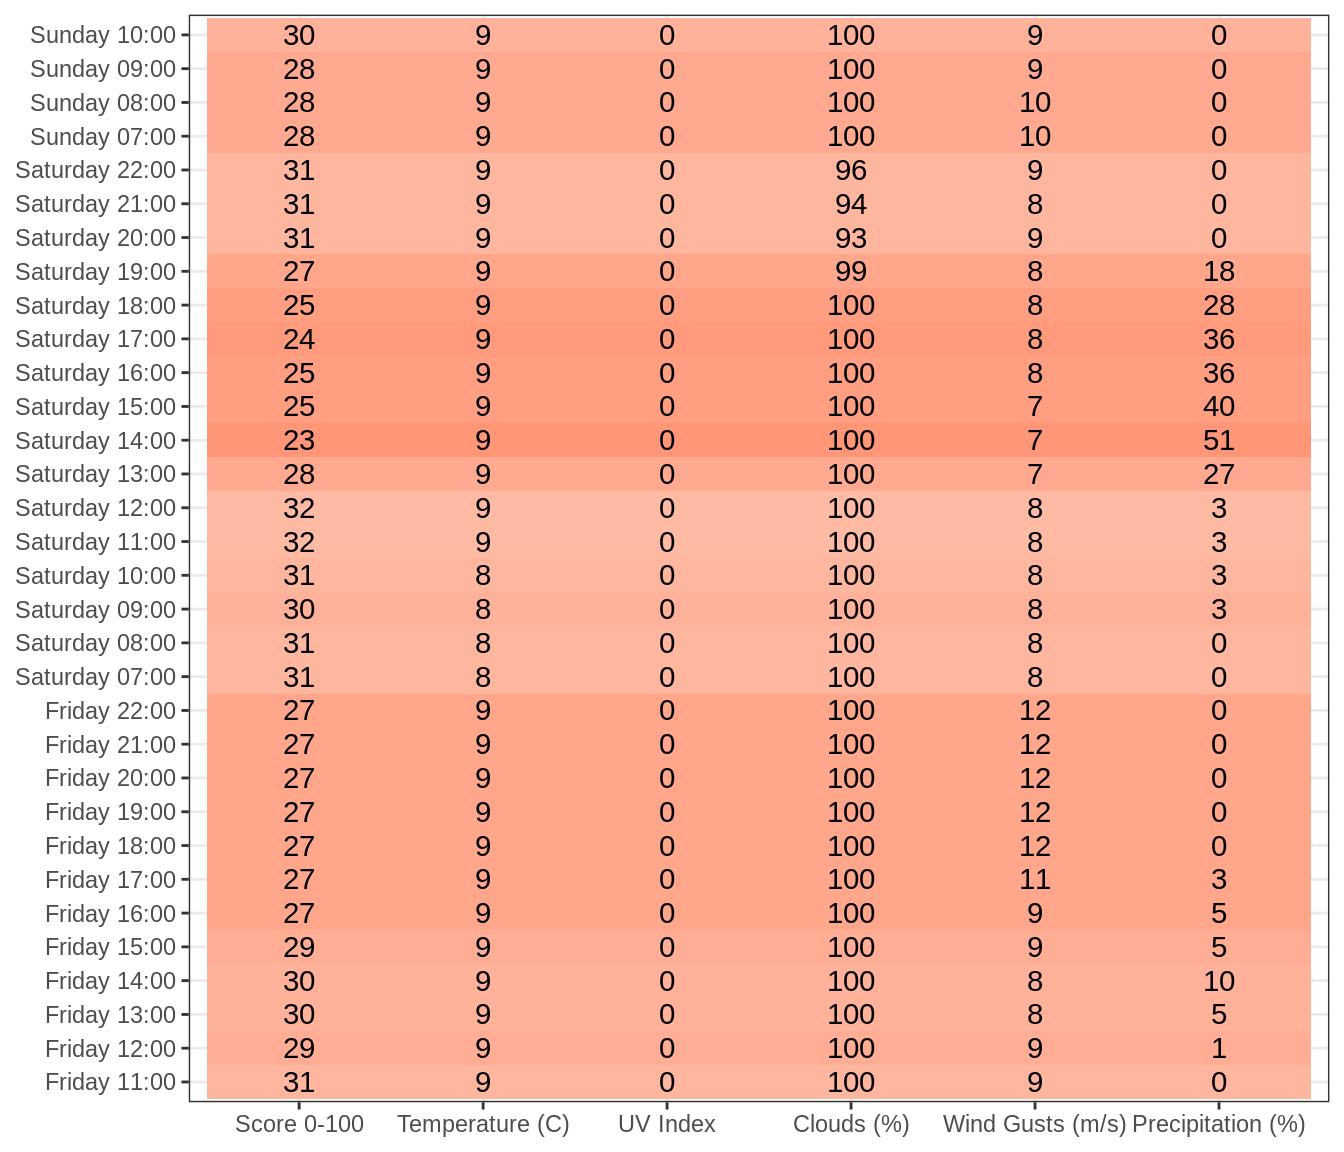 Sunday 10:00 30 9 0 100 9 0
Sunday 09:00 28 9 0 100 9 0
Sunday 08:00 28 9 0 100 10 0
Sunday 07:00 28 9 0 100 10 0
Saturday 22:00 31 9 0 96 9 0
Saturday 21:00 31 9 0 94 8 0
Saturday 20:00 31 9 0 93 9 0
Saturday 19:00 27 9 0 99 8 18
Saturday 18:00 25 9 0 100 8 28
Saturday 17:00 24 9 0 100 8 36
Saturday 16:00 25 9 0 100 8 36
Saturday 15:00 25 9 0 100 7 40
Saturday 14:00 23 9 0 100 7 51
Saturday 13:00 28 9 0 100 7 27
Saturday 12:00 32 9 0 100 8 3
Saturday 11:00 32 9 0 100 8 3
Saturday 10:00 31 8 0 100 8 3
Saturday 09:00 30 8 0 100 8 3
Saturday 08:00 31 8 0 100 8 0
Saturday 07:00 31 8 0 100 8 0
Friday 22:00 27 9 0 100 12 0
Friday 21:00 27 9 0 100 12 0
Friday 20:00 27 9 0 100 12 0
Friday 19:00 27 9 0 100 12 0
Friday 18:00 27 9 0 100 12 0
Friday 17:00 27 9 0 100 11 3
Friday 16:00 27 9 0 100 9 5
Friday 15:00 29 9 0 100 9 5
Friday 14:00 30 9 0 100 8 10
Friday 13:00 30 9 0 100 8 5
Friday 12:00 29 9 0 100 9 1
Friday 11:00 31 9 0 100 9 0
Score 0-100 Temperature (C) UV Index Clouds (%) Wind Gusts (m/s) Precipitation (%)